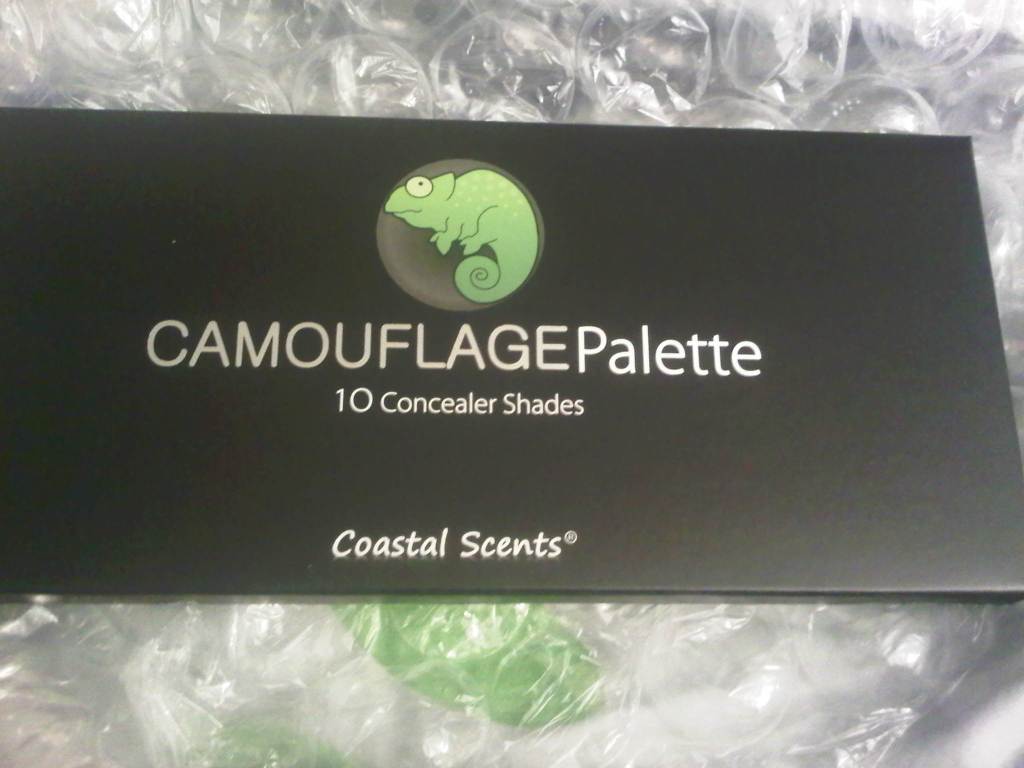 CAMOUFLAGEPalette
10 Concealer Shades
Coastal Scents®